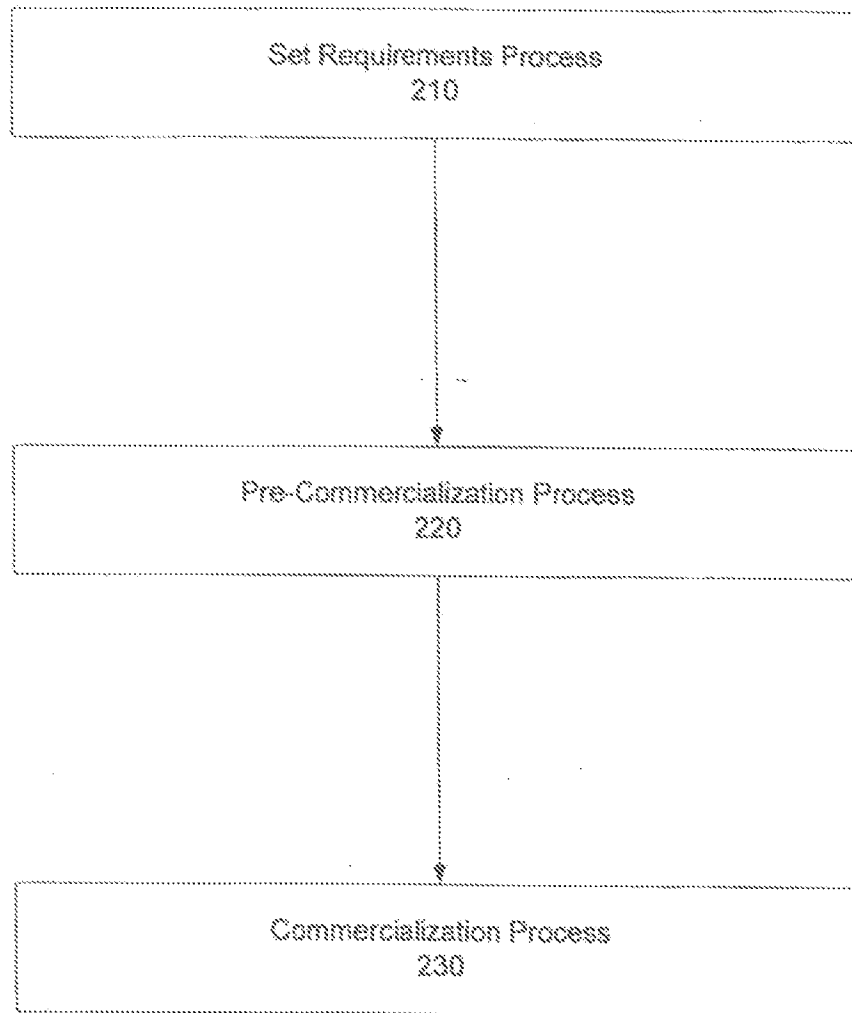 Set Requirements Process
210
Pre-Commercialization Process
220
Commercialization Process
230